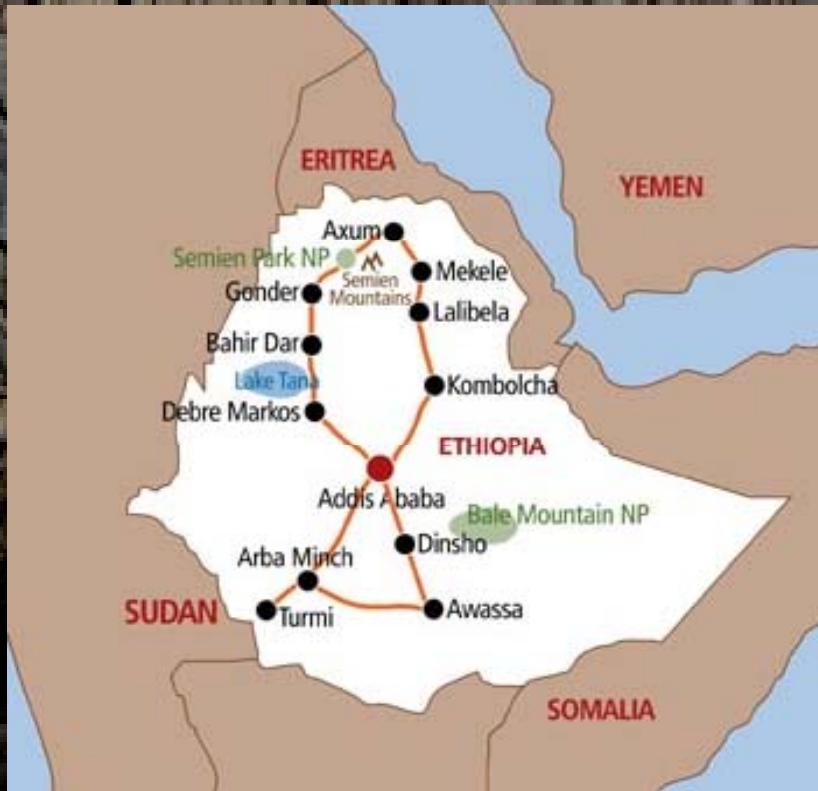 ERITREA
YEMEN
Axum
Semien Park NP
Semien
Mountains
Mekele
Gonder
Lalibela
Bahir Dar
Lake Tana
Kombolcha
Debre Markos
ETHIOPIA
Addis Ababa
Bale Mountain NP
Dinsho
Arba Minch
SUDAN
Turmi
Awassa
SOMALIA